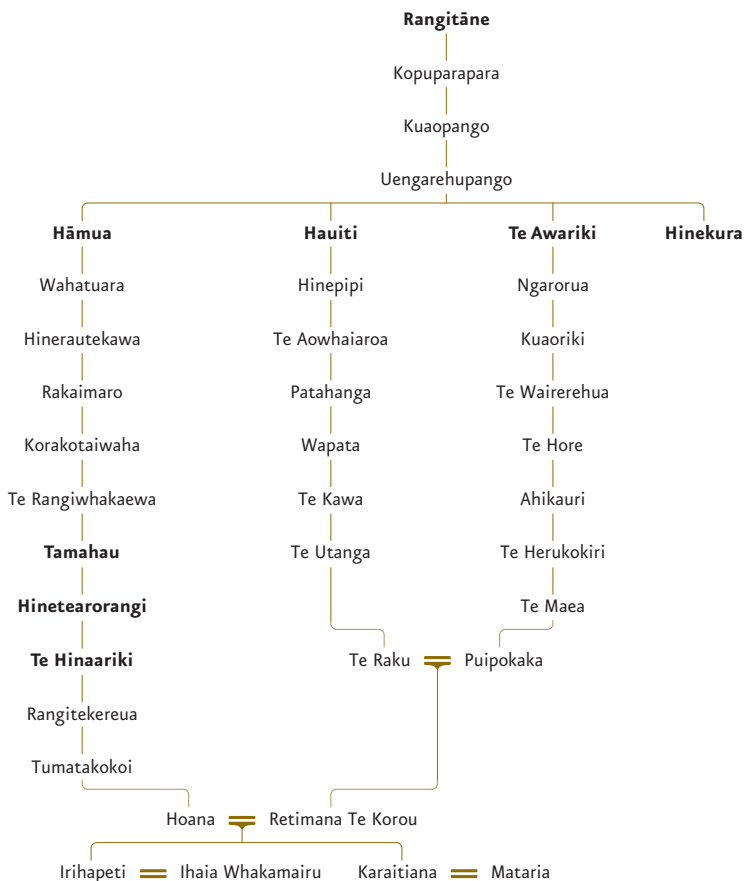 Rangitāne
Kopuparapara
Kuaopango
Uengarehupango
Hāmua Hauiti Te Awariki Hinekura
Wahatuara Hinepipi Ngarorua
Hinerautekawa Te Aowhaiaroa Kuaoriki
Rakaimaro Patahanga Te Wairerehua
Korakotaiwaha Wapata Te Hore
Te Rangiwhakaewa Te Kawa Ahikauri
Tamahau Te Utanga Te Herukokiri
Hinetearorangi Te Maea
Te Hinaariki Te Raku Puipokaka
Rangitekereua
Tumatakokoi
Hoana Retimana Te Korou
Irihapeti Ihaia Whakamairu Karaitiana Mataria